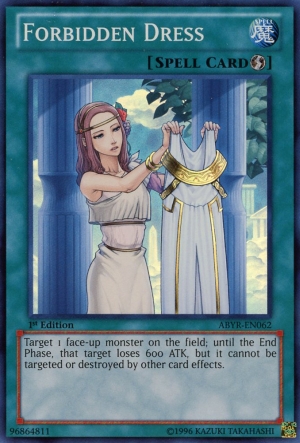 FORBIDDEN DRESS
SPELL
魔
[SPELL CARD]
1st Edition
ABYR-EN062
Target 1 face-up monster on the field; until the End
Phase, that target loses 600 ATK, but it cannot be
targeted or destroyed by other card effects.
96864811
©1996 KAZUKI TAKAHASHI